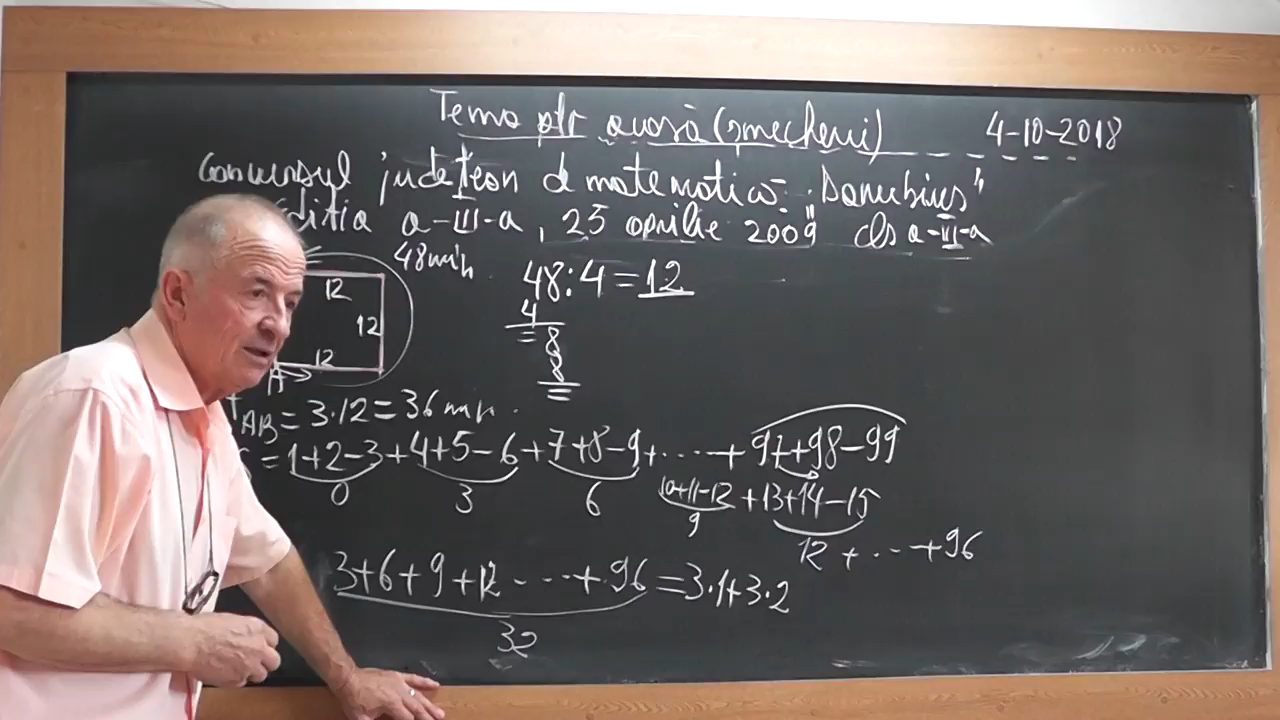 Tema ptr. acasă (smecherii) 4-10-2018
Concursul județean d matematică "Danubius"
Editia a-III-a, 25 aprilie 2009 cls a-III-a
48min. 48:4=12
12 4
12 =8
12 8
A =
t AB = 3·12=36 min.
S=1+2-3+4+5-6+7+8-9+....+97+98-99
0 3 6 10+11-12+13+14-15
9 12+...+96
3+6+9+12....+96=3·1+3·2
32